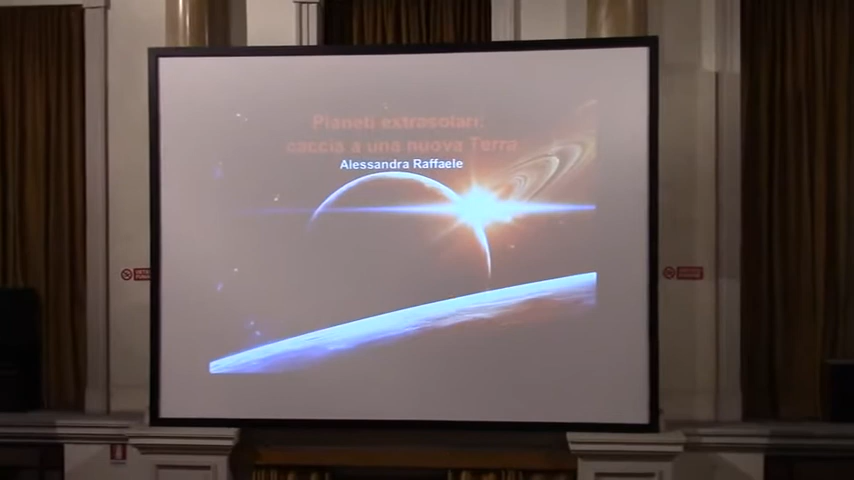 Pianeti extrasolari:
caccia a una nuova Terra
Alessandra Raffaele